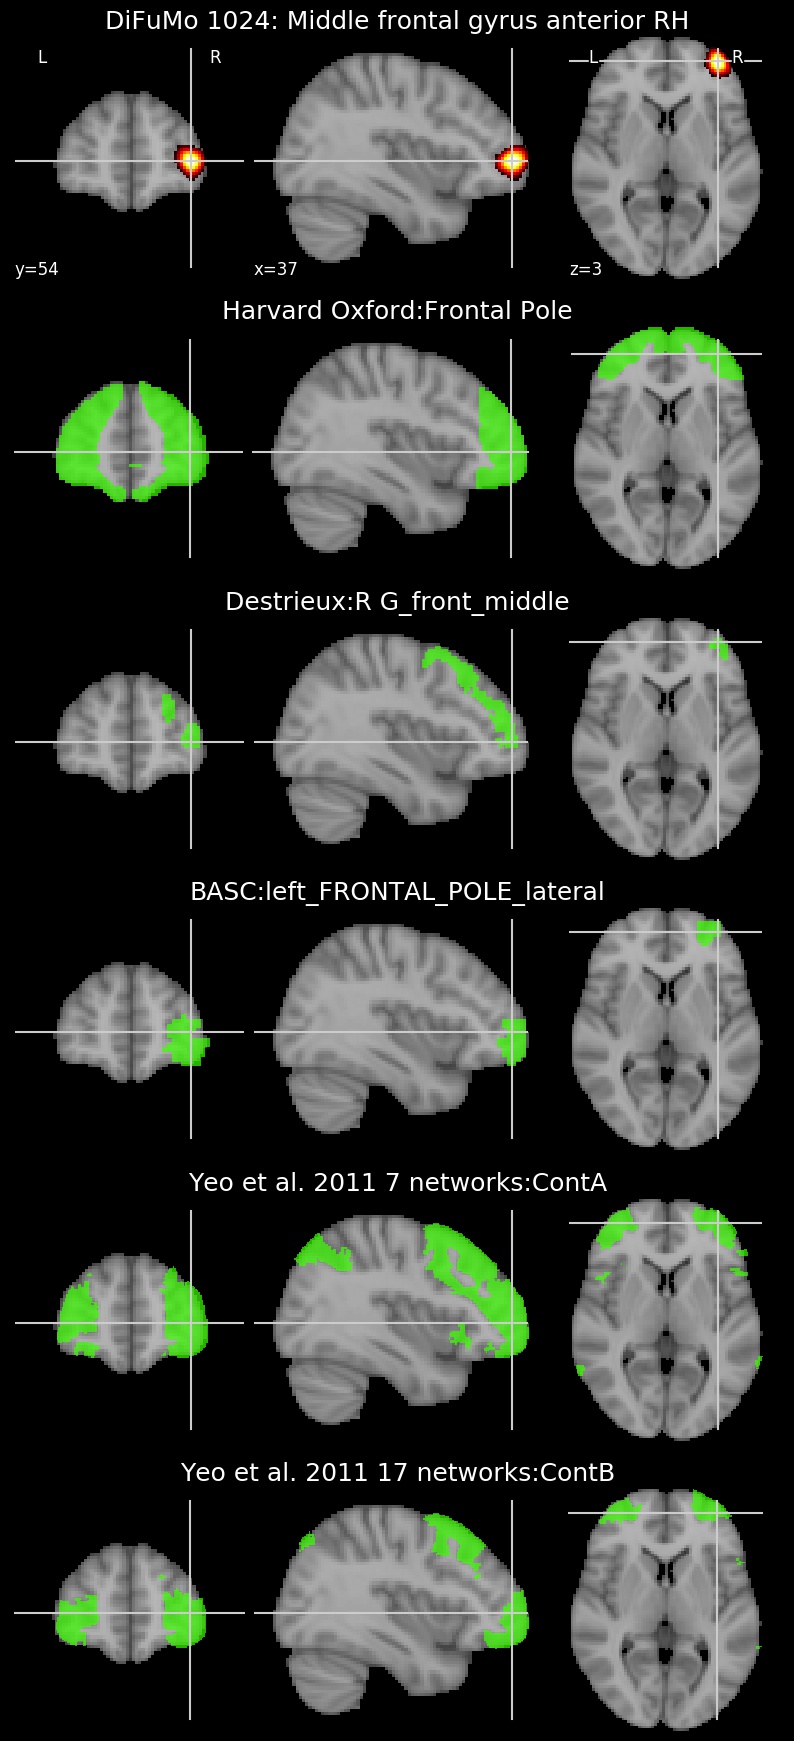 DiFuMo 1024: Middle frontal gyrus anterior RH
L R L R
y=54 x=37 z=3
Harvard Oxford:Frontal Pole
Destrieux:R G_front_middle
BASC:left_FRONTAL_POLE_lateral
Yeo et al. 2011 7 networks:ContA
Yeo et al. 2011 17 networks:ContB